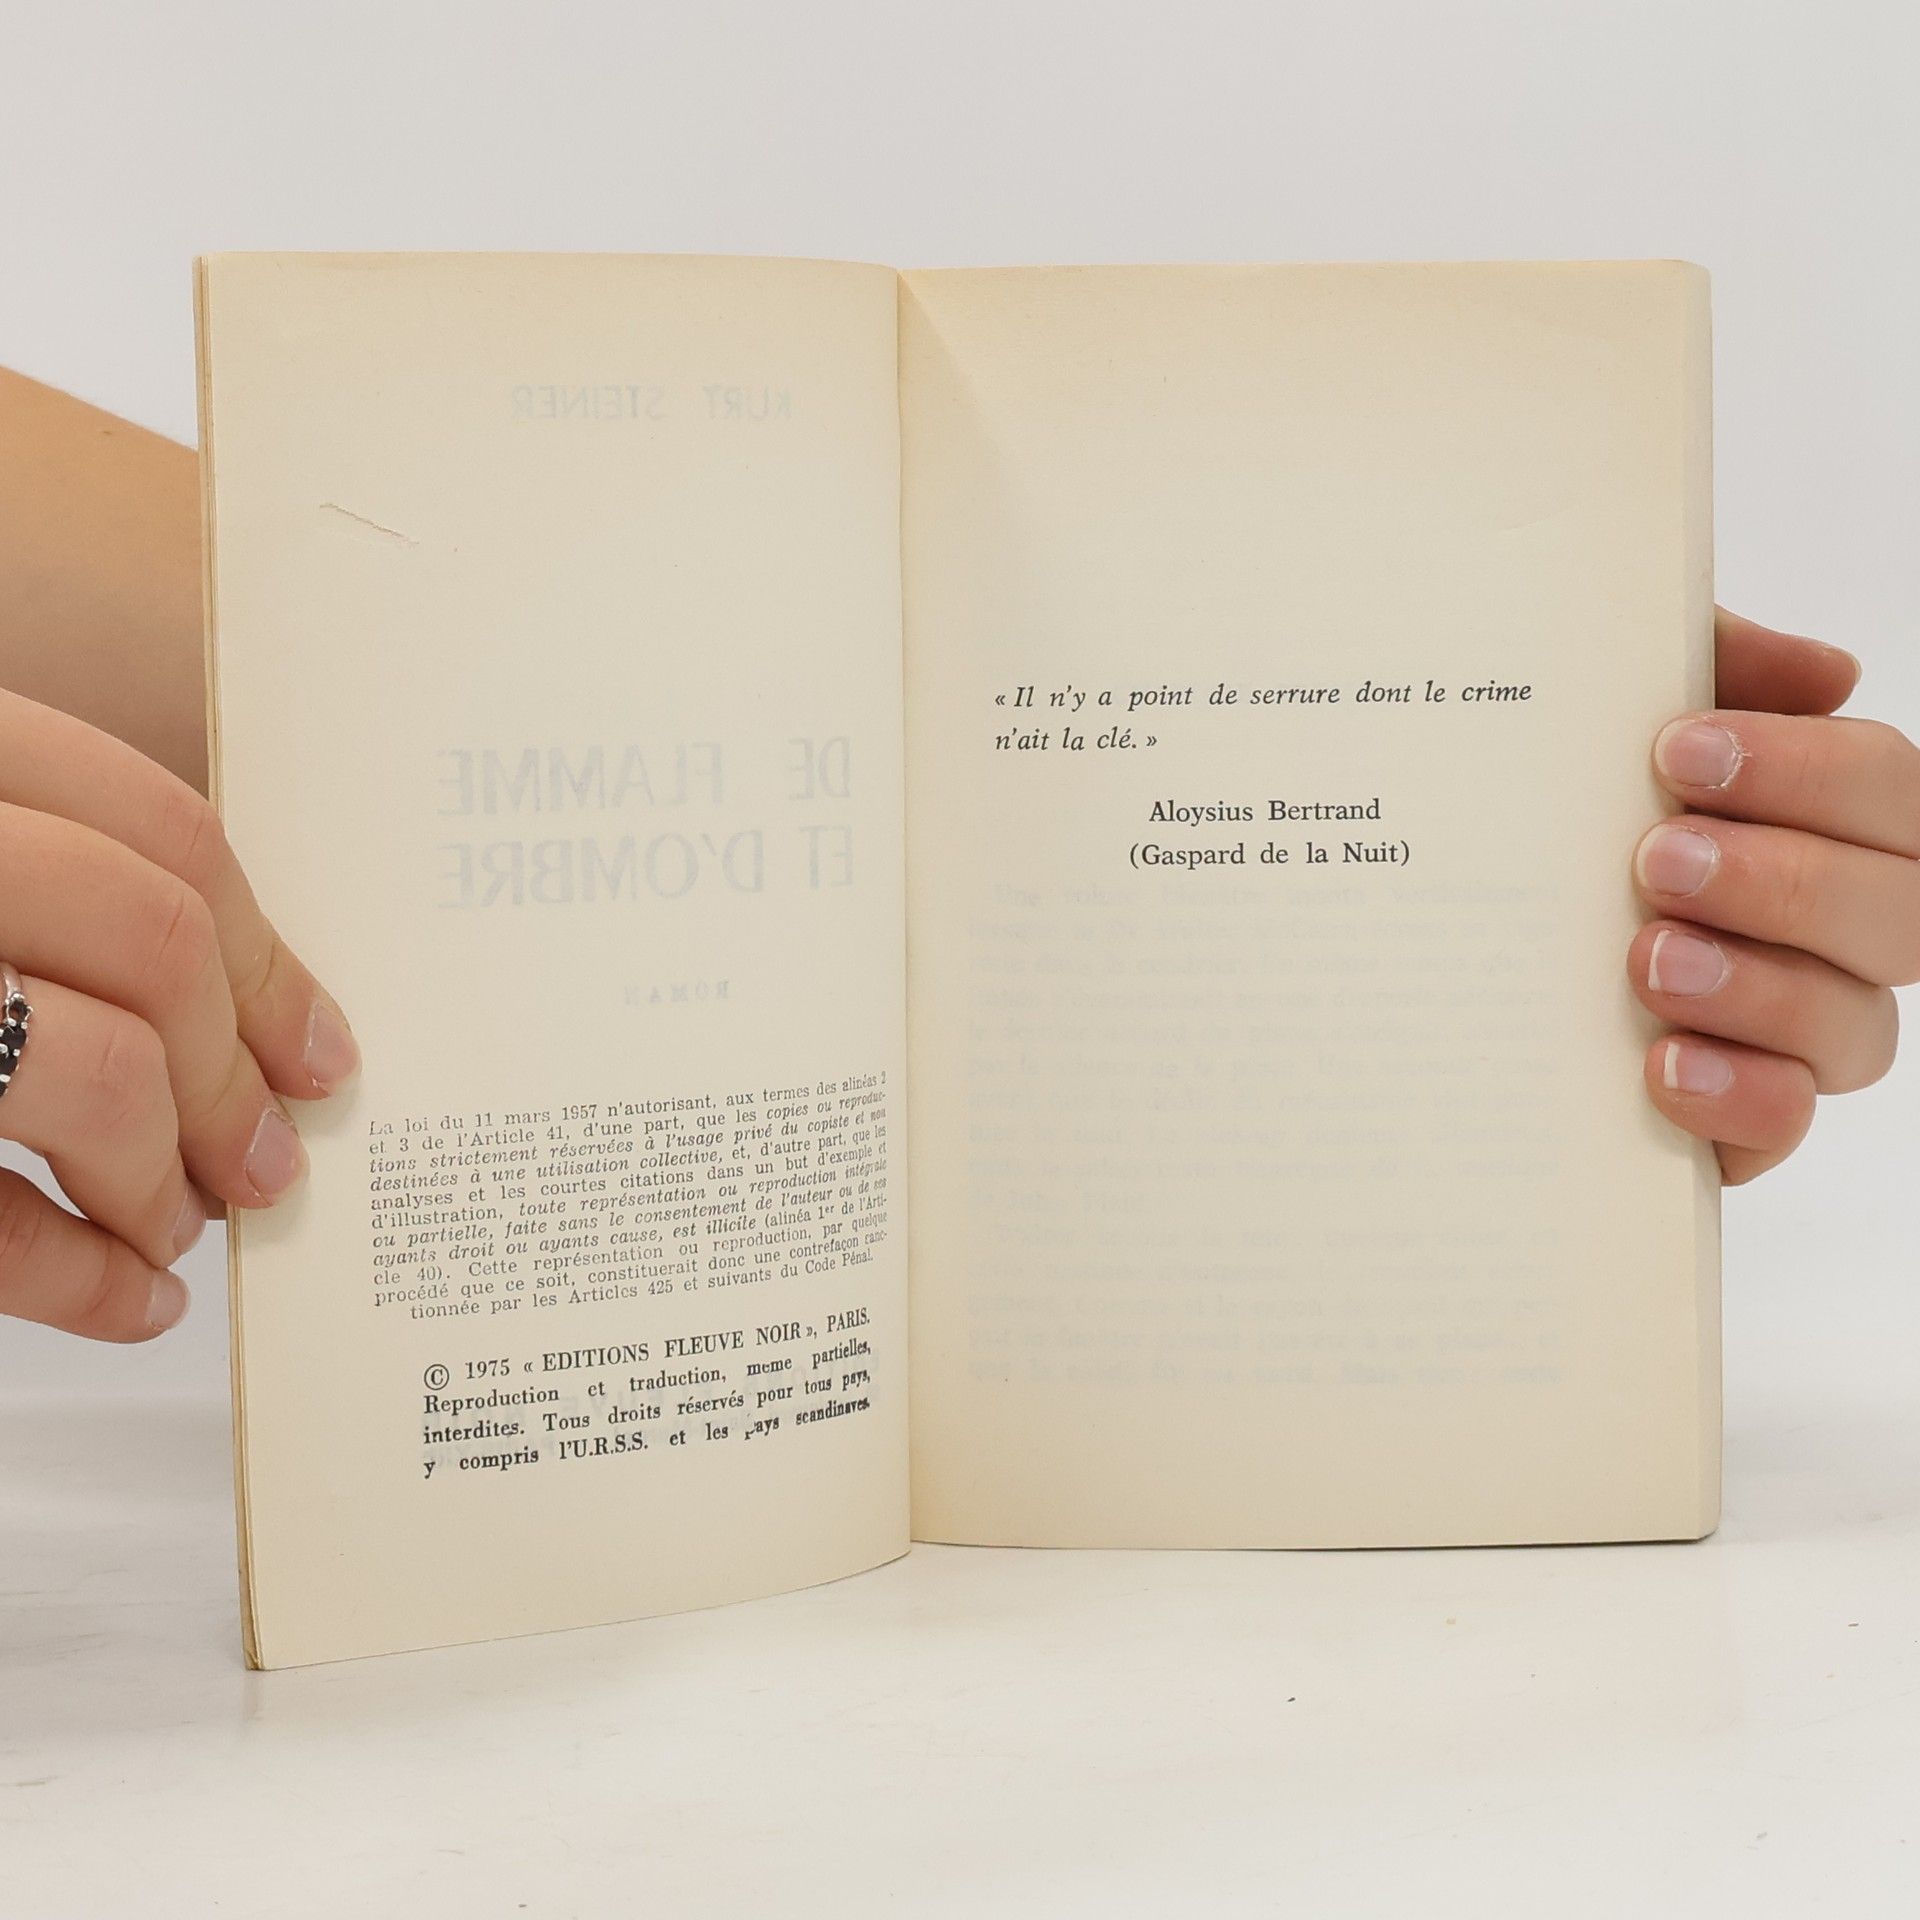 KURT STEINER
DE FLAMME
ET D'OMBRE
ROMAN
La loi du 11 mars 1957 n'autorisant, aux termes des alinéas 2
et 3 de l'Article 41, d'une part, que les copies ou reproduc-
tions strictement réservées à l'usage privé du copiste et non
destinées à une utilisation collective, et, d'autre part, que les
analyses et les courtes citations dans un but d'exemple et
d'illustration, toute représentation ou reproduction intégrale
ou partielle, faite sans le consentement de l'auteur ou de ses
ayants droit ou ayants cause, est illicite (alinéa 1er de l'Arti-
cle 40). Cette représentation ou reproduction, par quelque
procédé que ce soit, constituerait donc une contrefaçon sanc-
tionnée par les Articles 425 et suivants du Code Pénal.
© 1975 « EDITIONS FLEUVE NOIR », PARIS.
Reproduction et traduction, meme partielles,
interdites. Tous droits réservés pour tous pays,
y compris l'U.R.S.S. et les pays scandinaves.
« Il n'y a point de serrure dont le crime
n'ait la clé. »
Aloysius Bertrand
(Gaspard de la Nuit)